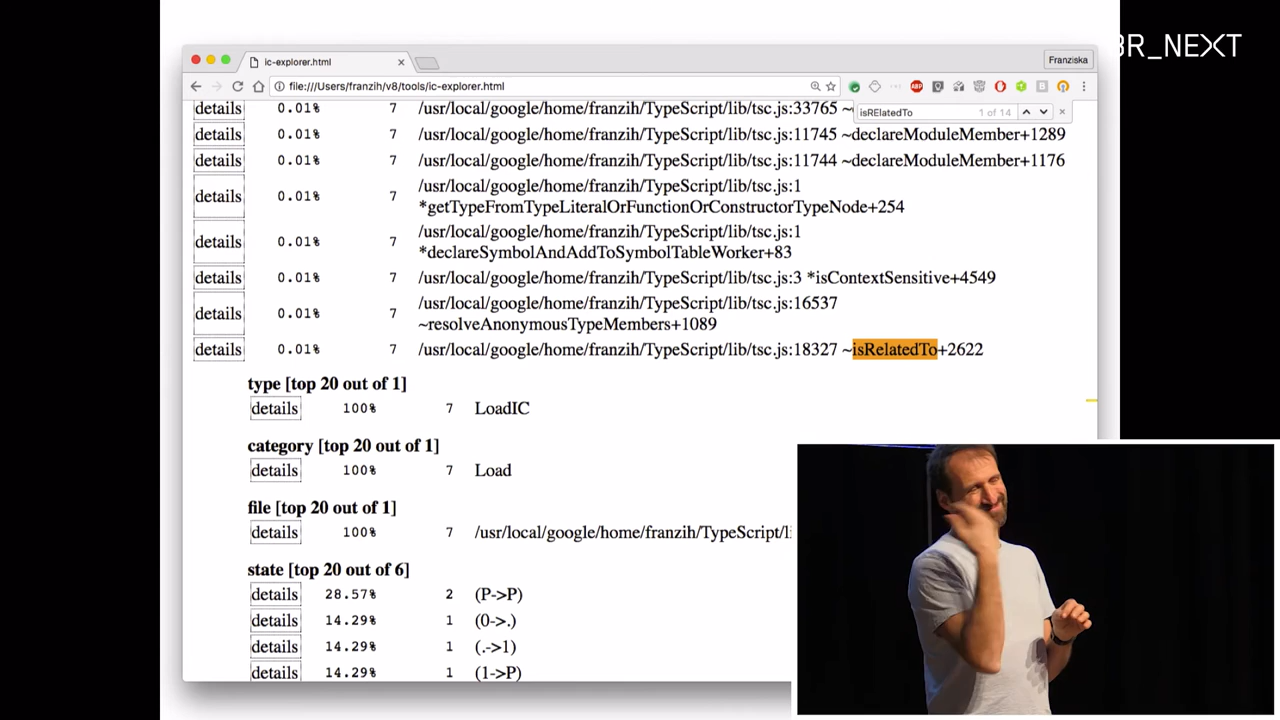 BR_NEXT
ic-explorer.html
Franziska
file:///Users/franzih/v8/tools/ic-explorer.html
isRElatedTo 1 of 14
details 0.01% 7 /usr/local/google/home/franzih/TypeScript/lib/tsc.js:33765 ~
details 0.01% 7 /usr/local/google/home/franzih/TypeScript/lib/tsc.js:11745 ~declareModuleMember+1289
details 0.01% 7 /usr/local/google/home/franzih/TypeScript/lib/tsc.js:11744 ~declareModuleMember+1176
details 0.01% 7 /usr/local/google/home/franzih/TypeScript/lib/tsc.js:1
*getTypeFromTypeLiteralOrFunctionOrConstructorTypeNode+254
details 0.01% 7 /usr/local/google/home/franzih/TypeScript/lib/tsc.js:1
*declareSymbolAndAddToSymbolTableWorker+83
details 0.01% 7 /usr/local/google/home/franzih/TypeScript/lib/tsc.js:3 *isContextSensitive+4549
details 0.01% 7 /usr/local/google/home/franzih/TypeScript/lib/tsc.js:16537
~resolveAnonymousTypeMembers+1089
details 0.01% 7 /usr/local/google/home/franzih/TypeScript/lib/tsc.js:18327 ~isRelatedTo+2622
type [top 20 out of 1]
details 100% 7 LoadIC
category [top 20 out of 1]
details 100% 7 Load
file [top 20 out of 1]
details 100% 7 /usr/local/google/home/franzih/TypeScript/li
state [top 20 out of 6]
details 28.57% 2 (P->P)
details 14.29% 1 (0->.)
details 14.29% 1 (.->1)
details 14.29% 1 (1->P)